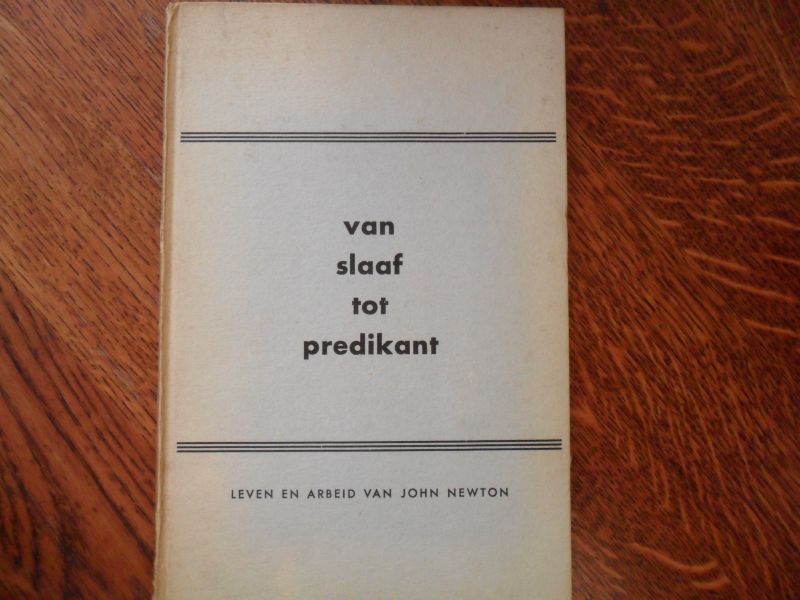 van
slaaf
tot
predikant
LEVEN EN ARBEID VAN JOHN NEWTON